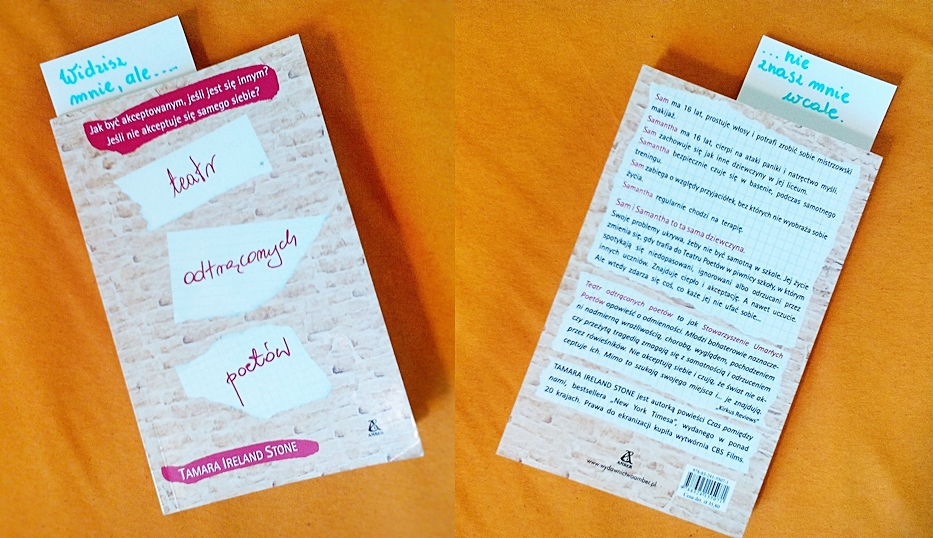 Widzisz
mnie, ale....
Jak być akceptowanym, jeśli jest się innym?
Jeśli nie akceptuje się samego siebie?
teatr
odtrąconych
poetów
AMBER
TAMARA IRELAND STONE
... nie
znasz mnie
wcale.
Sam ma 16 lat, prostuje włosy i potrafi zrobić sobie mistrzowski
makijaż.
Samantha ma 16 lat, cierpi na ataki paniki i natręctwo myśli.
Sam zachowuje się jak inne dziewczyny w jej liceum.
Samantha bezpiecznie czuje się w basenie, podczas samotnego
treningu.
Sam zabiega o względy przyjaciółek, bez których nie wyobraża sobie
życia.
Samantha regularnie chodzi na terapię.
Sam i Samantha to ta sama dziewczyna.
Swoje problemy ukrywa, żeby nie być samotną w szkole. Jej życie
zmienia się, gdy trafia do Teatru Poetów w piwnicy szkoły, w którym
spotykają się niedopasowani, ignorowani albo odrzucani przez
innych uczniów. Znajduje ciepło i akceptację. A nawet uczucie.
Ale wtedy zdarza się coś, co każe jej nie ufać sobie...
Teatr odtrąconych poetów to jak Stowarzyszenie Umarłych
Poetów opowieść o odmienności. Młodzi bohaterowie naznacze-
ni nadmierną wrażliwością, chorobą, wyglądem, pochodzeniem
czy przeżytą tragedią zmagają się z samotnością i odrzuceniem
przez rówieśników. Nie akceptują siebie i czują, że świat nie ak-
ceptuje ich. Mimo to szukają swojego miejsca i... je znajdują.
„Kirkus Reviews”
TAMARA IRELAND STONE jest autorką powieści Czas pomiędzy
nami, bestsellera „New York Timesa”, wydanego w ponad
20 krajach. Prawa do ekranizacji kupiła wytwórnia CBS Films.
AMBER
www.wydawnictwoamber.pl